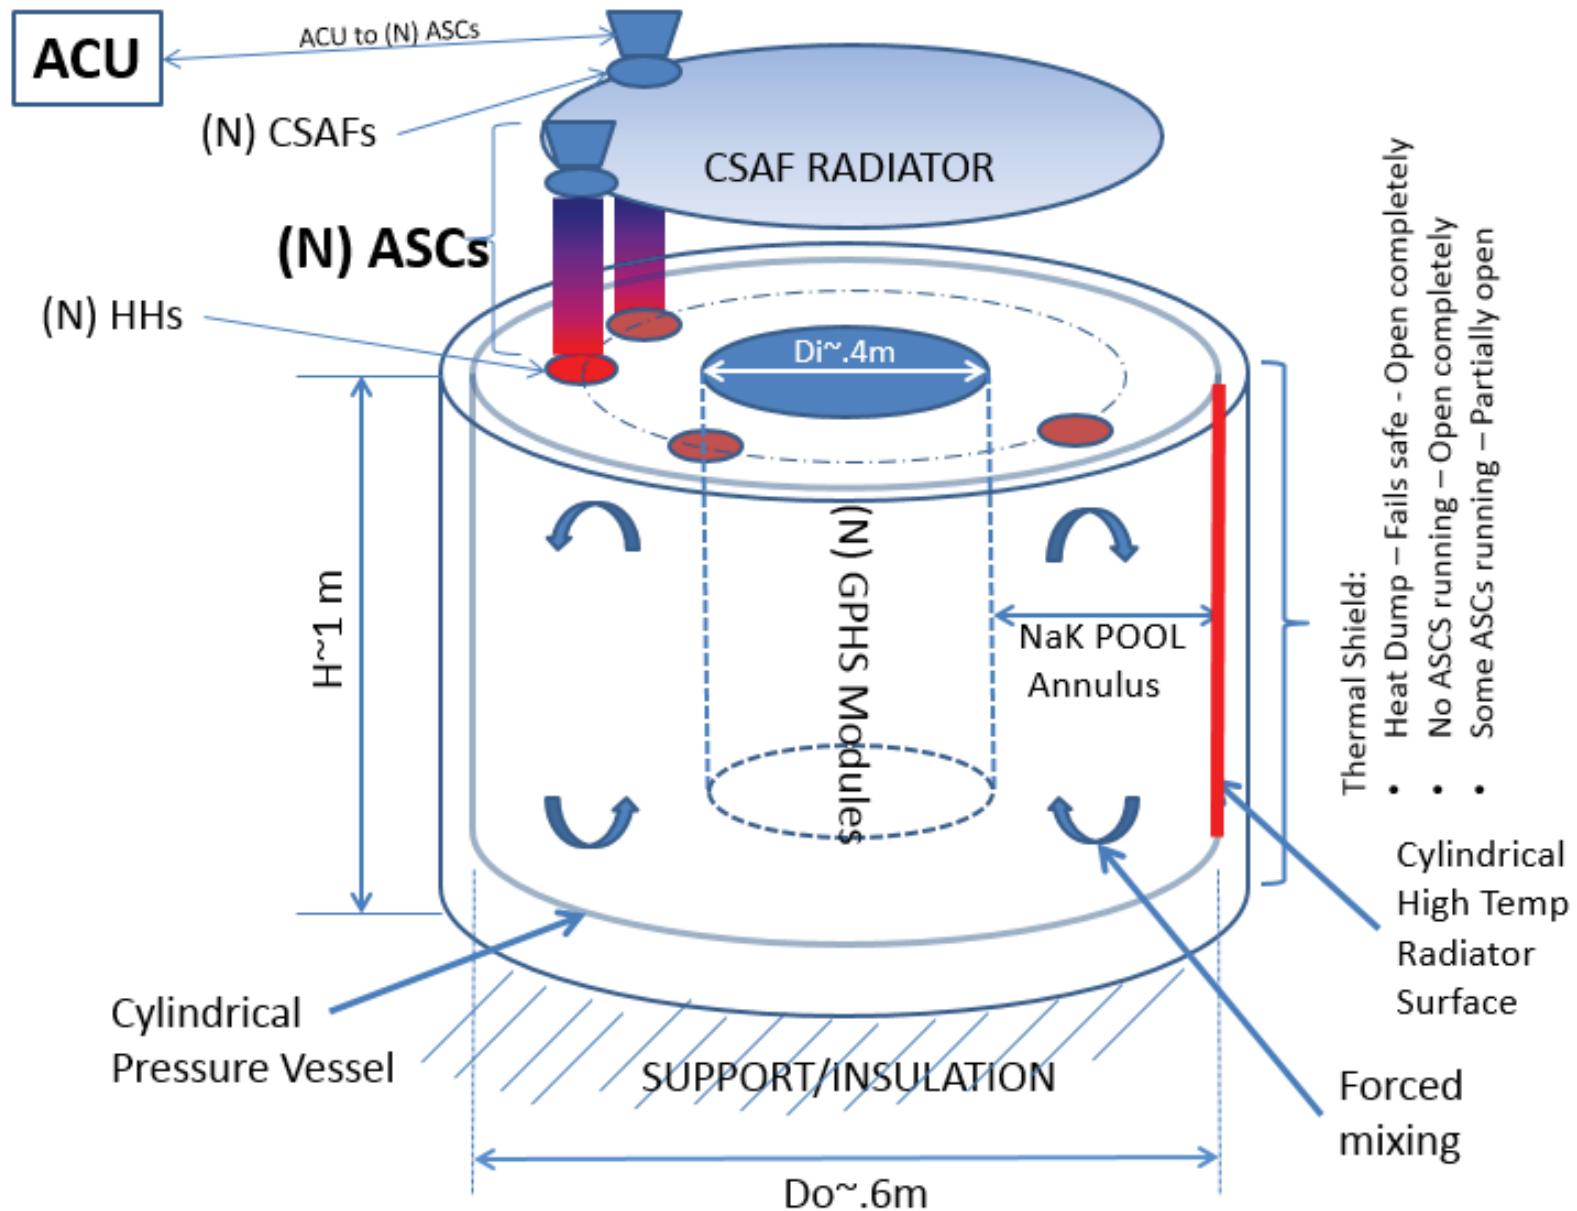 ACU
ACU to (N) ASCs
(N) CSAFs
CSAF RADIATOR
(N) ASCs
(N) HHs
Di~.4m
H~1 m
(N) GPHS Modules
NaK POOL
Annulus
Thermal Shield:
• Heat Dump – Fails safe - Open completely
• No ASCS running – Open completely
• Some ASCs running – Partially open
Cylindrical
High Temp
Radiator
Surface
Cylindrical
Pressure Vessel
SUPPORT/INSULATION
Forced
mixing
Do~.6m